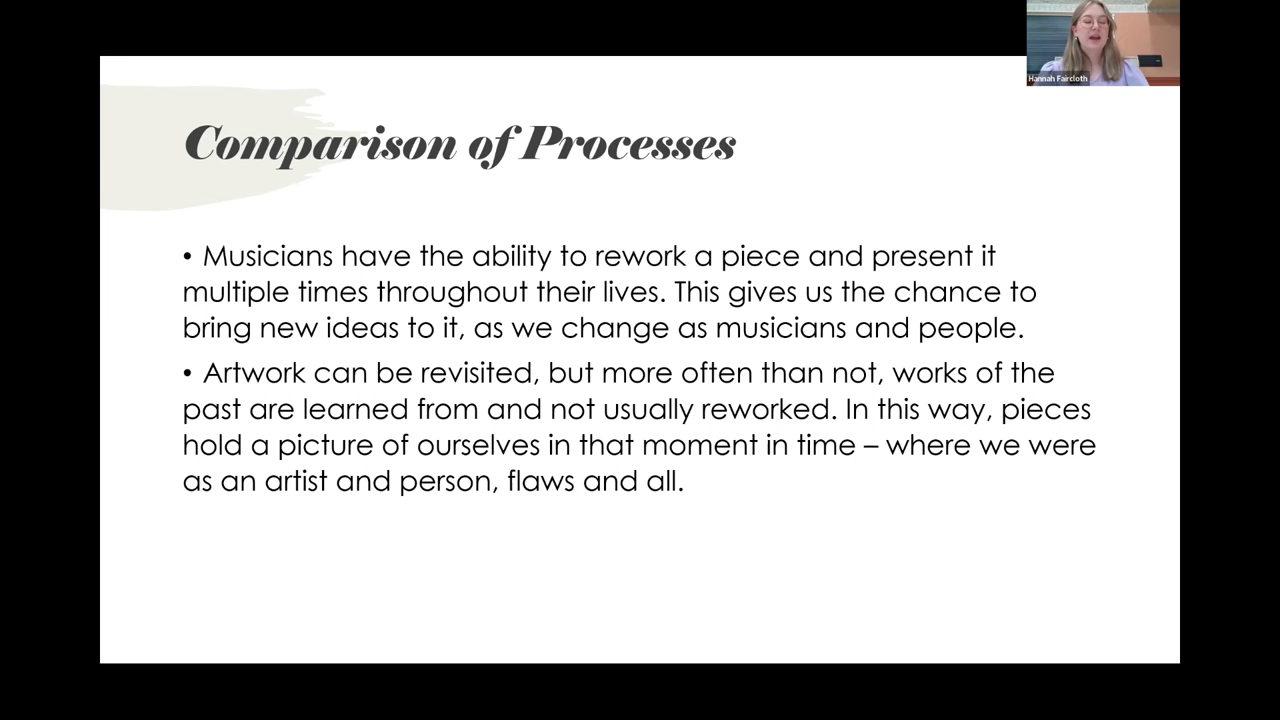 Hannah Faircloth
Comparison of Processes
• Musicians have the ability to rework a piece and present it
multiple times throughout their lives. This gives us the chance to
bring new ideas to it, as we change as musicians and people.
• Artwork can be revisited, but more often than not, works of the
past are learned from and not usually reworked. In this way, pieces
hold a picture of ourselves in that moment in time – where we were
as an artist and person, flaws and all.